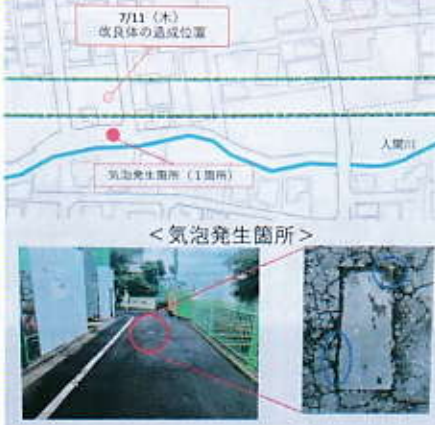 7/11（木）
改良体の造成位置
入間川
気泡発生箇所（1箇所）
＜気泡発生箇所＞